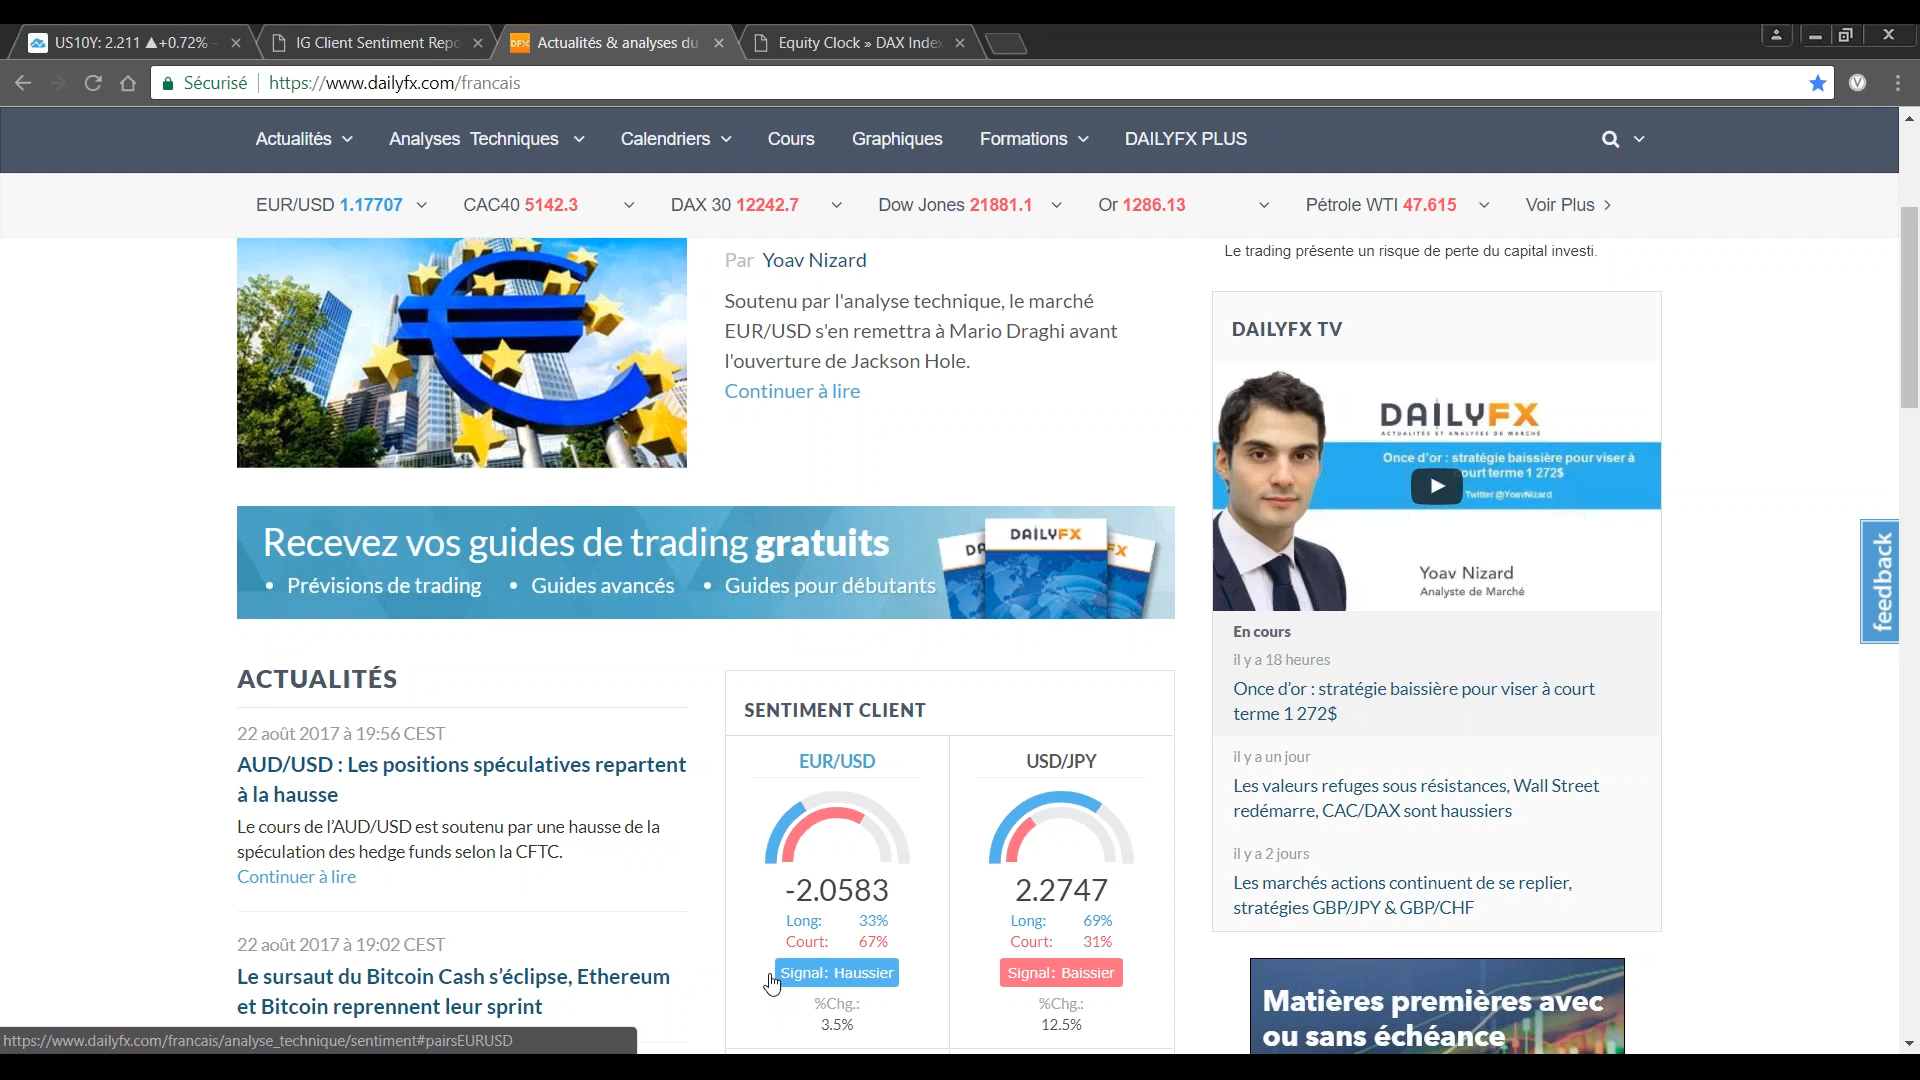 US10Y: 2.211 ▲+0.72% -
IG Client Sentiment Repo
DFX Actualités & analyses du
Equity Clock » DAX Index
Sécurisé https://www.dailyfx.com/francais
V
Actualités Analyses Techniques Calendriers Cours Graphiques Formations DAILYFX PLUS
EUR/USD 1.17707 CAC40 5142.3 DAX 30 12242.7 Dow Jones 21881.1 Or 1286.13 Pétrole WTI 47.615 Voir Plus
Par Yoav Nizard
Soutenu par l'analyse technique, le marché
EUR/USD s'en remettra à Mario Draghi avant
l'ouverture de Jackson Hole.
Continuer à lire
Recevez vos guides de trading gratuits
• Prévisions de trading • Guides avancés • Guides pour débutants
DAILYFX
ACTUALITÉS
22 août 2017 à 19:56 CEST
AUD/USD : Les positions spéculatives repartent
à la hausse
Le cours de l'AUD/USD est soutenu par une hausse de la
spéculation des hedge funds selon la CFTC.
Continuer à lire
22 août 2017 à 19:02 CEST
Le sursaut du Bitcoin Cash s'éclipse, Ethereum
et Bitcoin reprennent leur sprint
SENTIMENT CLIENT
EUR/USD
-2.0583
Long: 33%
Court: 67%
Signal: Haussier
%Chg.:
3.5%
USD/JPY
2.2747
Long: 69%
Court: 31%
Signal: Baissier
%Chg.:
12.5%
Le trading présente un risque de perte du capital investi.
DAILYFX TV
DAILYFX
ACTUALITÉS ET ANALYSES DE MARCHÉ
Once d'or : stratégie baissière pour viser à
court terme 1 272$
Twitter @YoavNizard
Yoav Nizard
Analyste de Marché
En cours
il y a 18 heures
Once d'or : stratégie baissière pour viser à court
terme 1 272$
il y a un jour
Les valeurs refuges sous résistances, Wall Street
redémarre, CAC/DAX sont haussiers
il y a 2 jours
Les marchés actions continuent de se replier,
stratégies GBP/JPY & GBP/CHF
Matières premières avec
ou sans échéance
feedback
https://www.dailyfx.com/francais/analyse_technique/sentiment#pairsEURUSD